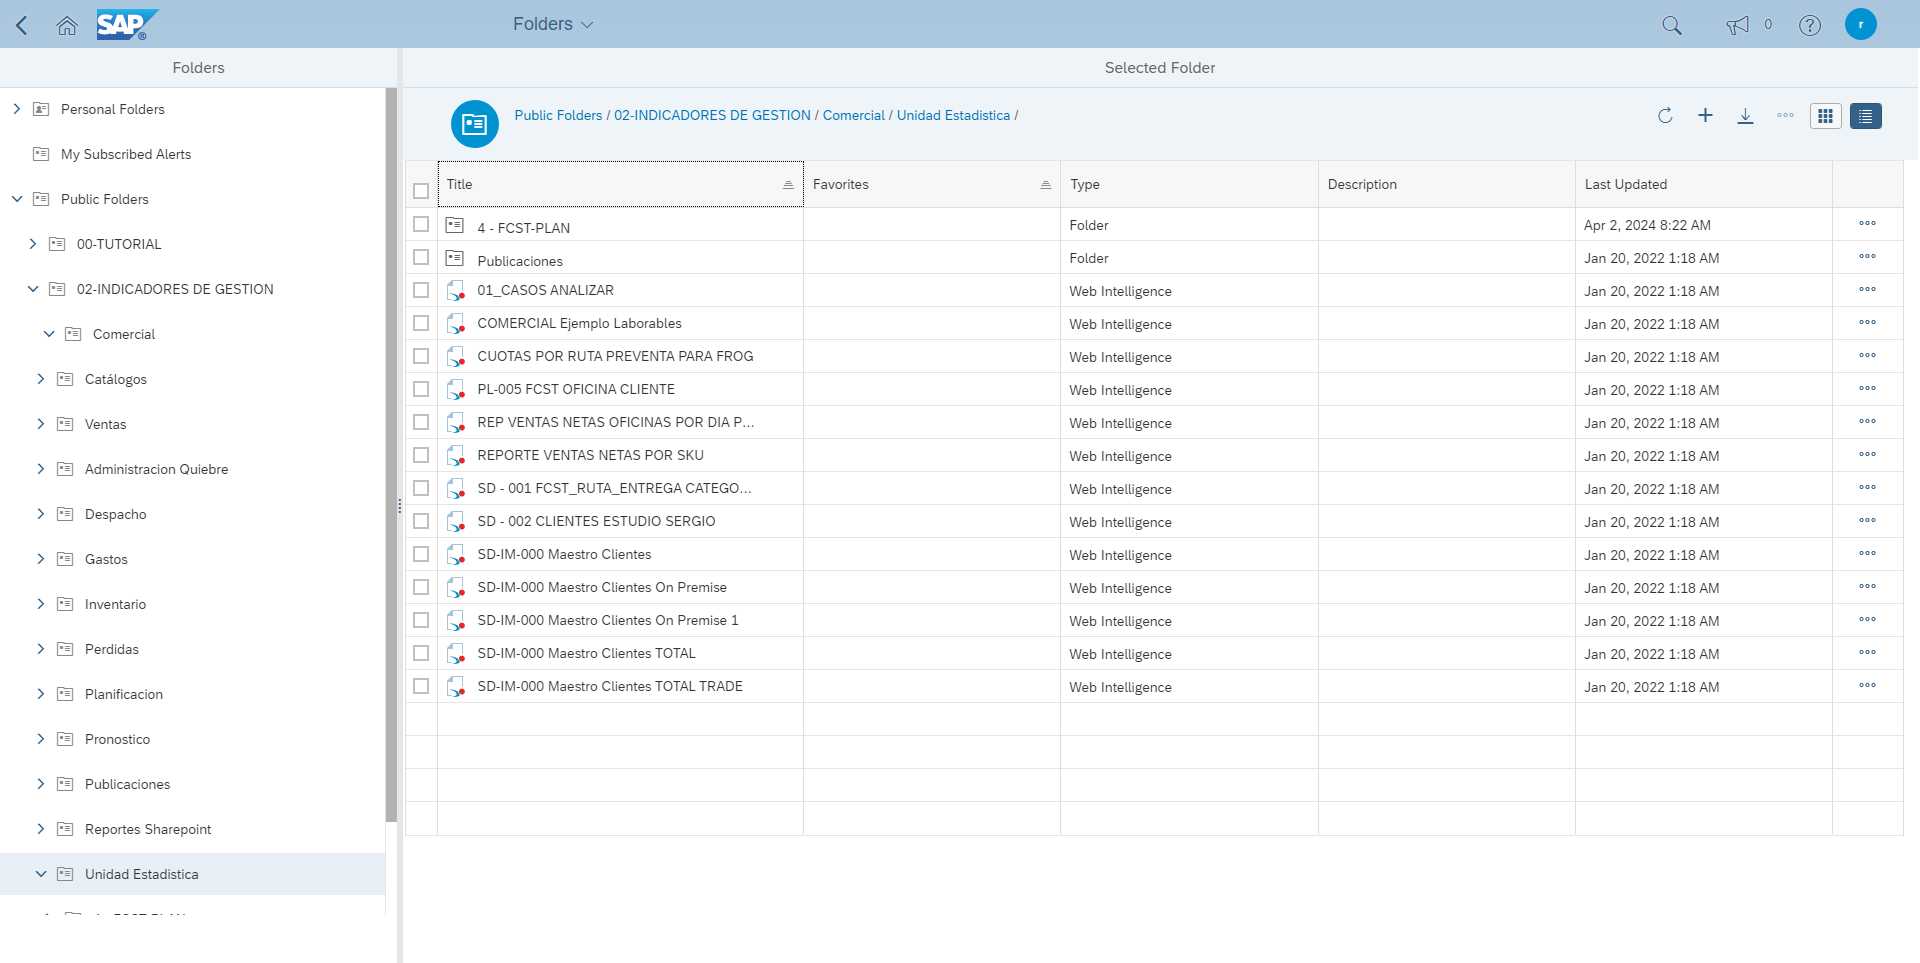 SAP ®
Folders
0
r
Folders
Selected Folder
Personal Folders
My Subscribed Alerts
Public Folders
00-TUTORIAL
02-INDICADORES DE GESTION
Comercial
Catálogos
Ventas
Administracion Quiebre
Despacho
Gastos
Inventario
Perdidas
Planificacion
Pronostico
Publicaciones
Reportes Sharepoint
Unidad Estadistica
Public Folders / 02-INDICADORES DE GESTION / Comercial / Unidad Estadistica /
Title Favorites Type Description Last Updated
4 - FCST-PLAN Folder Apr 2, 2024 8:22 AM
Publicaciones Folder Jan 20, 2022 1:18 AM
01_CASOS ANALIZAR Web Intelligence Jan 20, 2022 1:18 AM
COMERCIAL Ejemplo Laborables Web Intelligence Jan 20, 2022 1:18 AM
CUOTAS POR RUTA PREVENTA PARA FROG Web Intelligence Jan 20, 2022 1:18 AM
PL-005 FCST OFICINA CLIENTE Web Intelligence Jan 20, 2022 1:18 AM
REP VENTAS NETAS OFICINAS POR DIA P... Web Intelligence Jan 20, 2022 1:18 AM
REPORTE VENTAS NETAS POR SKU Web Intelligence Jan 20, 2022 1:18 AM
SD - 001 FCST_RUTA_ENTREGA CATEGO... Web Intelligence Jan 20, 2022 1:18 AM
SD - 002 CLIENTES ESTUDIO SERGIO Web Intelligence Jan 20, 2022 1:18 AM
SD-IM-000 Maestro Clientes Web Intelligence Jan 20, 2022 1:18 AM
SD-IM-000 Maestro Clientes On Premise Web Intelligence Jan 20, 2022 1:18 AM
SD-IM-000 Maestro Clientes On Premise 1 Web Intelligence Jan 20, 2022 1:18 AM
SD-IM-000 Maestro Clientes TOTAL Web Intelligence Jan 20, 2022 1:18 AM
SD-IM-000 Maestro Clientes TOTAL TRADE Web Intelligence Jan 20, 2022 1:18 AM